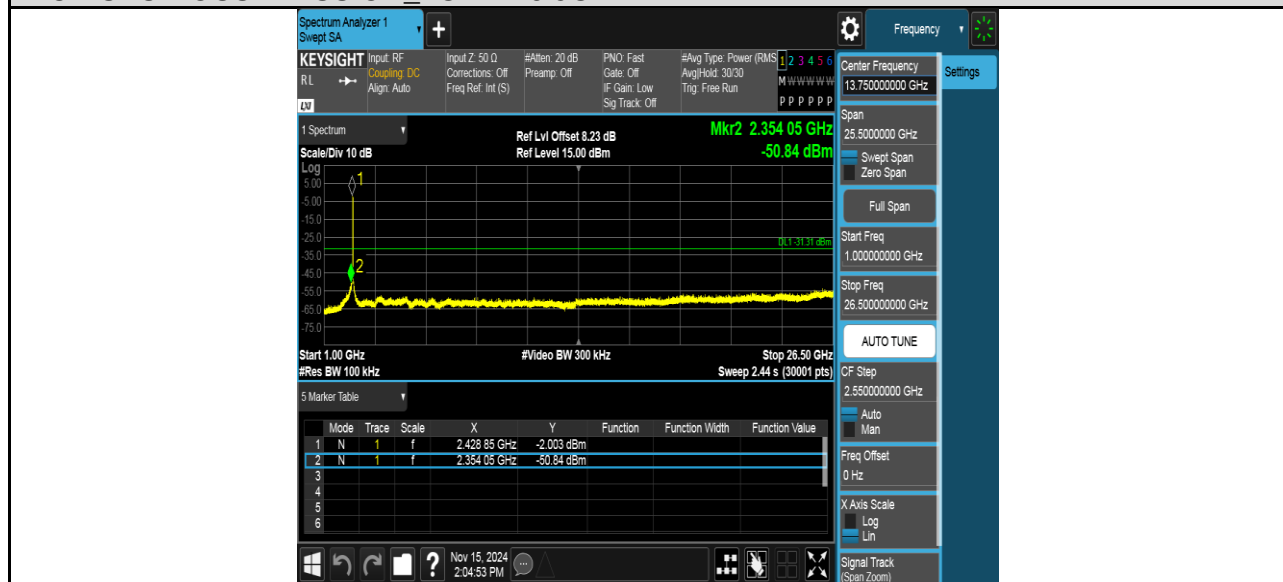 Spectrum Analyzer 1
Swept SA
+
Frequency
KEYSIGHT
RL
LXI
Input: RF
Coupling: DC
Align: Auto
Input Z: 50 Ω
Corrections: Off
Freq Ref: Int (S)
#Atten: 20 dB
Preamp: Off
PNO: Fast
Gate: Off
IF Gain: Low
Sig Track: Off
#Avg Type: Power (RMS
Avg|Hold: 30/30
Trig: Free Run
1 2 3 4 5 6
M W W W W W
P P P P P P
1 Spectrum
Scale/Div 10 dB
Ref Lvl Offset 8.23 dB
Ref Level 15.00 dBm
Mkr2 2.354 05 GHz
-50.84 dBm
Log
5.00
-5.00
-15.0
-25.0
-35.0
-45.0
-55.0
-65.0
-75.0
1
2
DL1 -31.31 dBm
Start 1.00 GHz
#Video BW 300 kHz
Stop 26.50 GHz
#Res BW 100 kHz
Sweep 2.44 s (30001 pts)
5 Marker Table
Mode Trace Scale X Y Function Function Width Function Value
1 N 1 f 2.428 85 GHz -2.003 dBm
2 N 1 f 2.354 05 GHz -50.84 dBm
3
4
5
6
?
Nov 15, 2024
2:04:53 PM
Center Frequency
13.750000000 GHz
Settings
Span
25.5000000 GHz
Swept Span
Zero Span
Full Span
Start Freq
1.000000000 GHz
Stop Freq
26.500000000 GHz
AUTO TUNE
CF Step
2.550000000 GHz
Auto
Man
Freq Offset
0 Hz
X Axis Scale
Log
Lin
Signal Track
(Span Zoom)